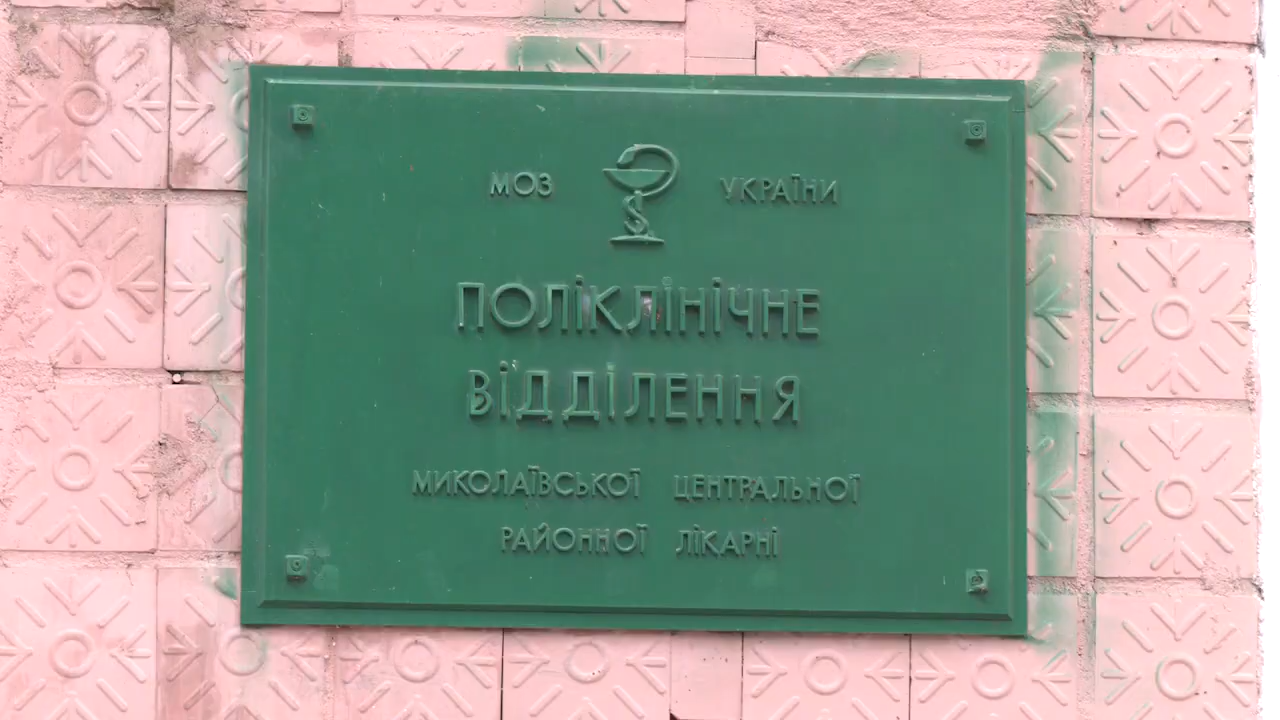 МОЗ УКРАЇНИ
ПОЛІКЛІНІЧНЕ
ВІДДІЛЕННЯ
МИКОЛАЇВСЬКОЇ ЦЕНТРАЛЬНОЇ
РАЙОННОЇ ЛІКАРНІ